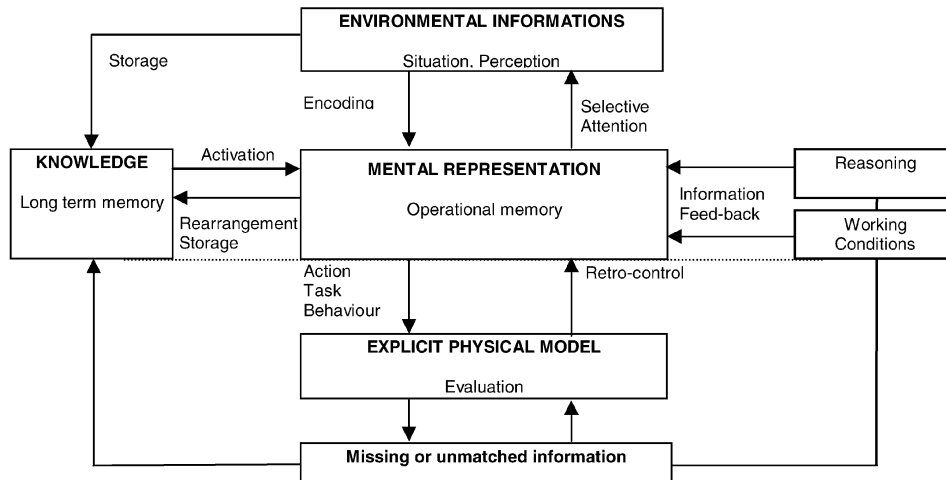 ENVIRONMENTAL INFORMATIONS
Situation, Perception
Storage
Encoding
Selective
Attention
KNOWLEDGE
Long term memory
Activation
Rearrangement
Storage
MENTAL REPRESENTATION
Operational memory
Information
Feed-back
Reasoning
Working
Conditions
Action
Task
Behaviour
Retro-control
EXPLICIT PHYSICAL MODEL
Evaluation
Missing or unmatched information